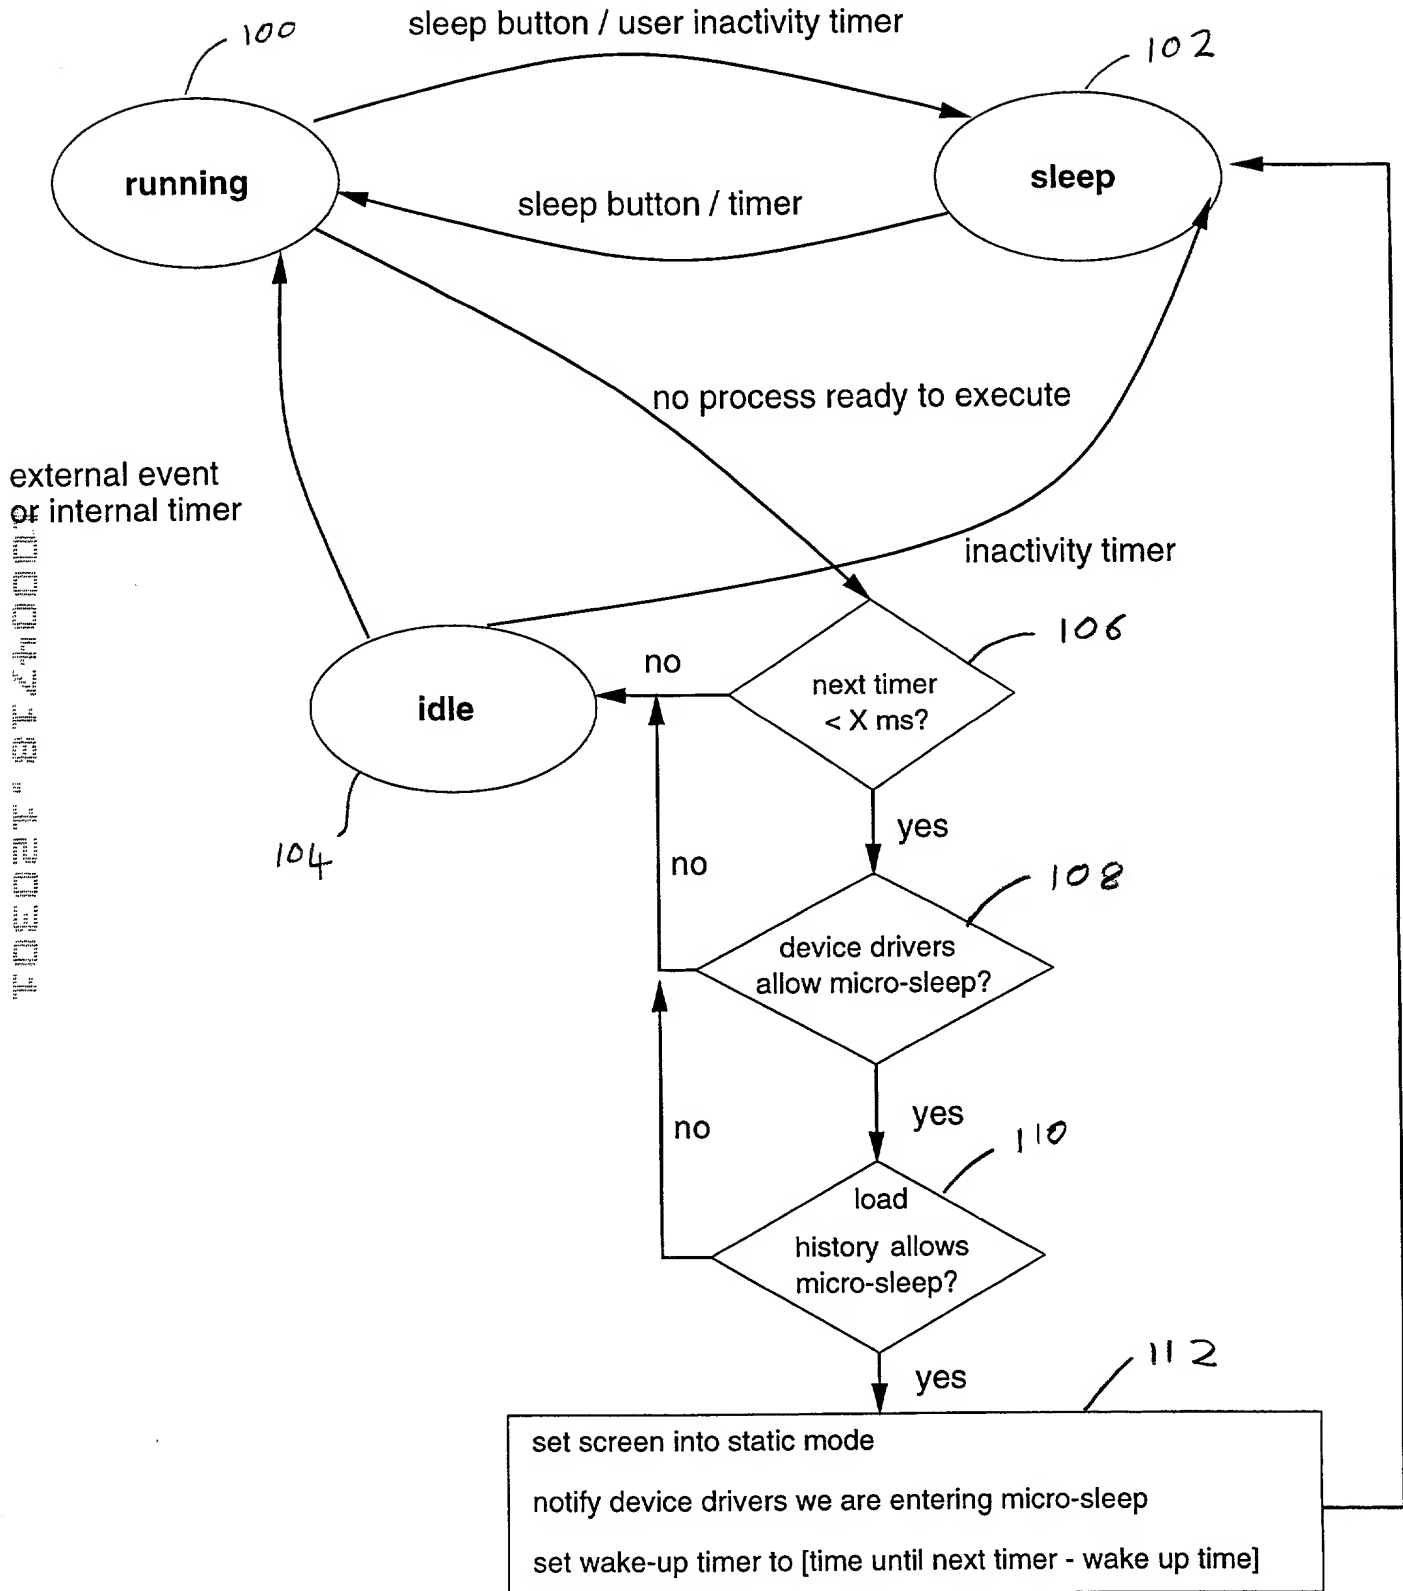 sleep button / user inactivity timer
100
102
running
sleep
sleep button / timer
no process ready to execute
external event
or internal timer
inactivity timer
106
no
next timer
< X ms?
idle
yes
104
no
108
device drivers
allow micro-sleep?
yes
no
110
load
history allows
micro-sleep?
112
yes
set screen into static mode
notify device drivers we are entering micro-sleep
set wake-up timer to [time until next timer - wake up time]